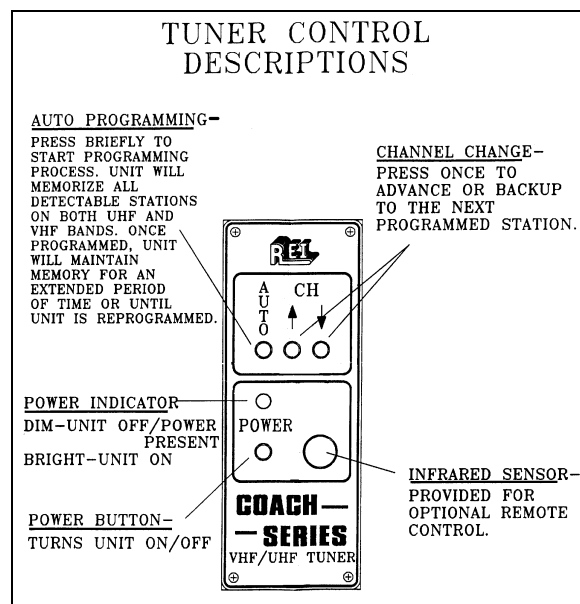 TUNER CONTROL
DESCRIPTIONS
AUTO PROGRAMMING-
PRESS BRIEFLY TO
START PROGRAMMING
PROCESS. UNIT WILL
MEMORIZE ALL
DETECTABLE STATIONS
ON BOTH UHF AND
VHF BANDS. ONCE
PROGRAMMED, UNIT
WILL MAINTAIN
MEMORY FOR AN
EXTENDED PERIOD
OF TIME OR UNTIL
UNIT IS REPROGRAMMED.
CHANNEL CHANGE-
PRESS ONCE TO
ADVANCE OR BACKUP
TO THE NEXT
PROGRAMMED STATION.
REI
AUTO
CH
POWER INDICATOR
DIM-UNIT OFF/POWER
PRESENT
BRIGHT-UNIT ON
POWER
POWER BUTTON-
TURNS UNIT ON/OFF
INFRARED SENSOR-
PROVIDED FOR
OPTIONAL REMOTE
CONTROL.
COACH-
-SERIES
VHF/UHF TUNER